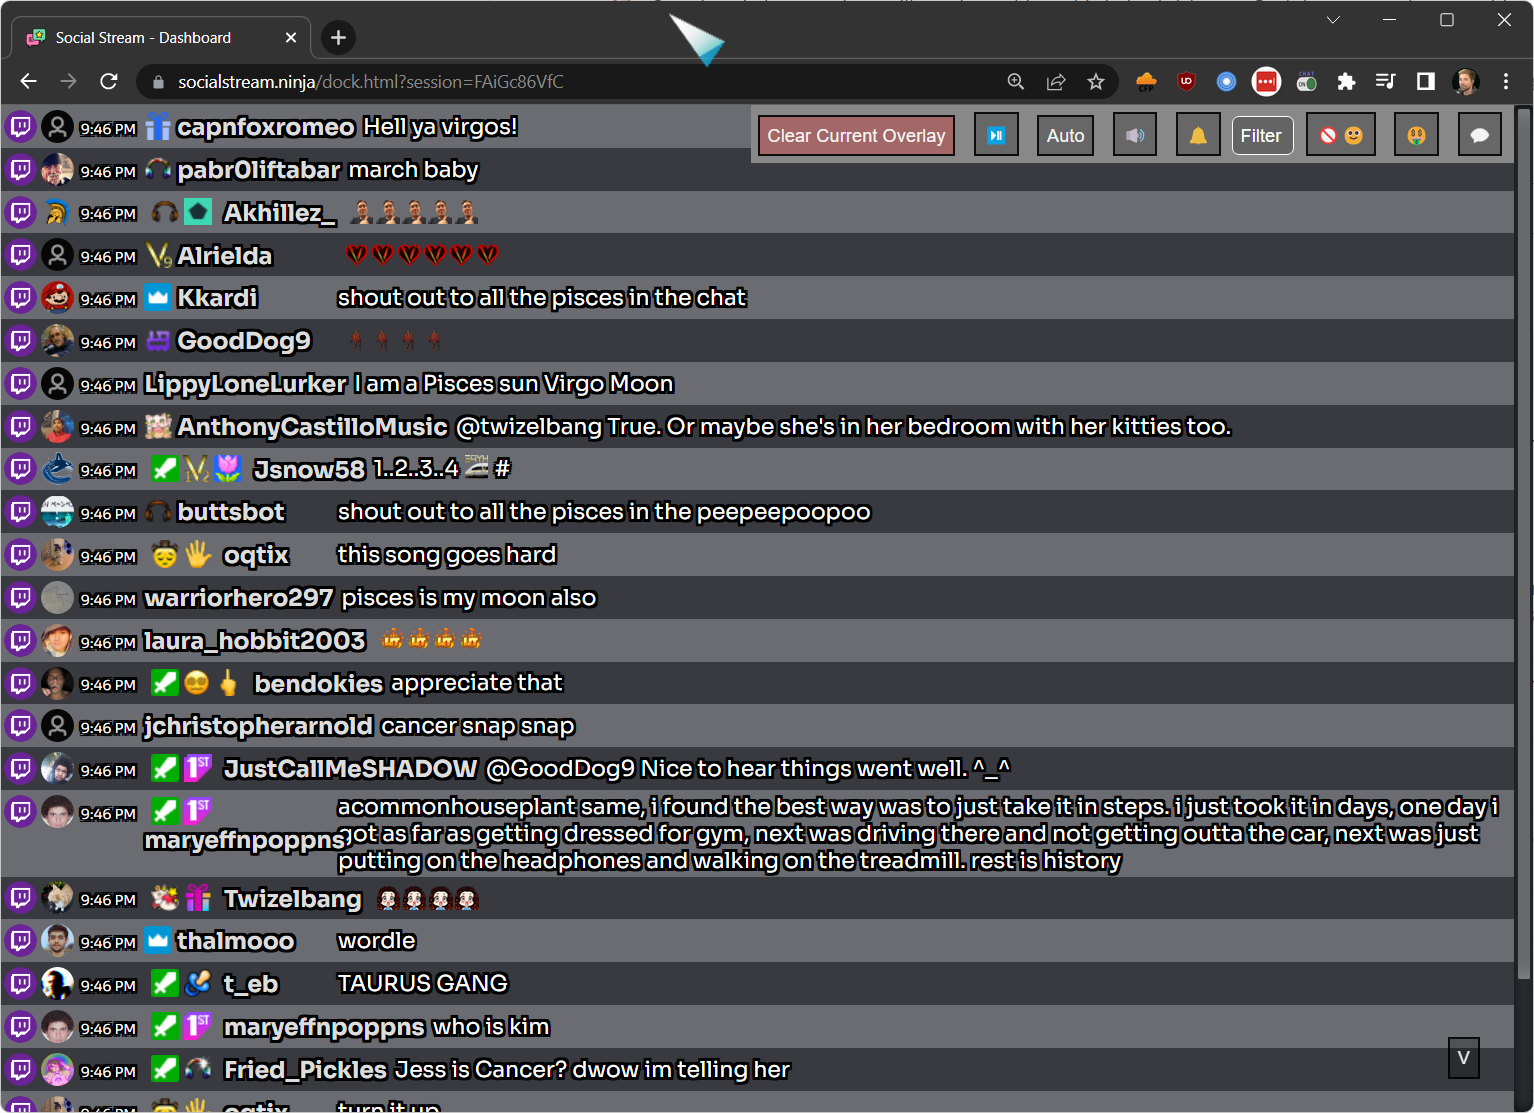 Social Stream - Dashboard
socialstream.ninja/dock.html?session=FAiGc86VfC
Clear Current Overlay Auto Filter
9:46 PM capnfoxromeo Hell ya virgos!
9:46 PM pabr0liftabar march baby
9:46 PM Akhillez_
9:46 PM Alrielda
9:46 PM Kkardi shout out to all the pisces in the chat
9:46 PM GoodDog9
9:46 PM LippyLoneLurker I am a Pisces sun Virgo Moon
9:46 PM AnthonyCastilloMusic @twizelbang True. Or maybe she's in her bedroom with her kitties too.
9:46 PM Jsnow58 1..2..3..4 #
9:46 PM buttsbot shout out to all the pisces in the peepeepoopoo
9:46 PM oqtix this song goes hard
9:46 PM warriorhero297 pisces is my moon also
9:46 PM laura_hobbit2003
9:46 PM bendokies appreciate that
9:46 PM jchristopherarnold cancer snap snap
9:46 PM 1ST JustCallMeSHADOW @GoodDog9 Nice to hear things went well. ^_^
9:46 PM 1ST maryeffnpoppns acommonhouseplant same, i found the best way was to just take it in steps. i just took it in days, one day i
got as far as getting dressed for gym, next was driving there and not getting outta the car, next was just
putting on the headphones and walking on the treadmill. rest is history
9:46 PM Twizelbang
9:46 PM thalmooo wordle
9:46 PM t_eb TAURUS GANG
9:46 PM 1ST maryeffnpoppns who is kim
9:46 PM Fried_Pickles Jess is Cancer? dwow im telling her
V
9:46 PM oqtix turn it up